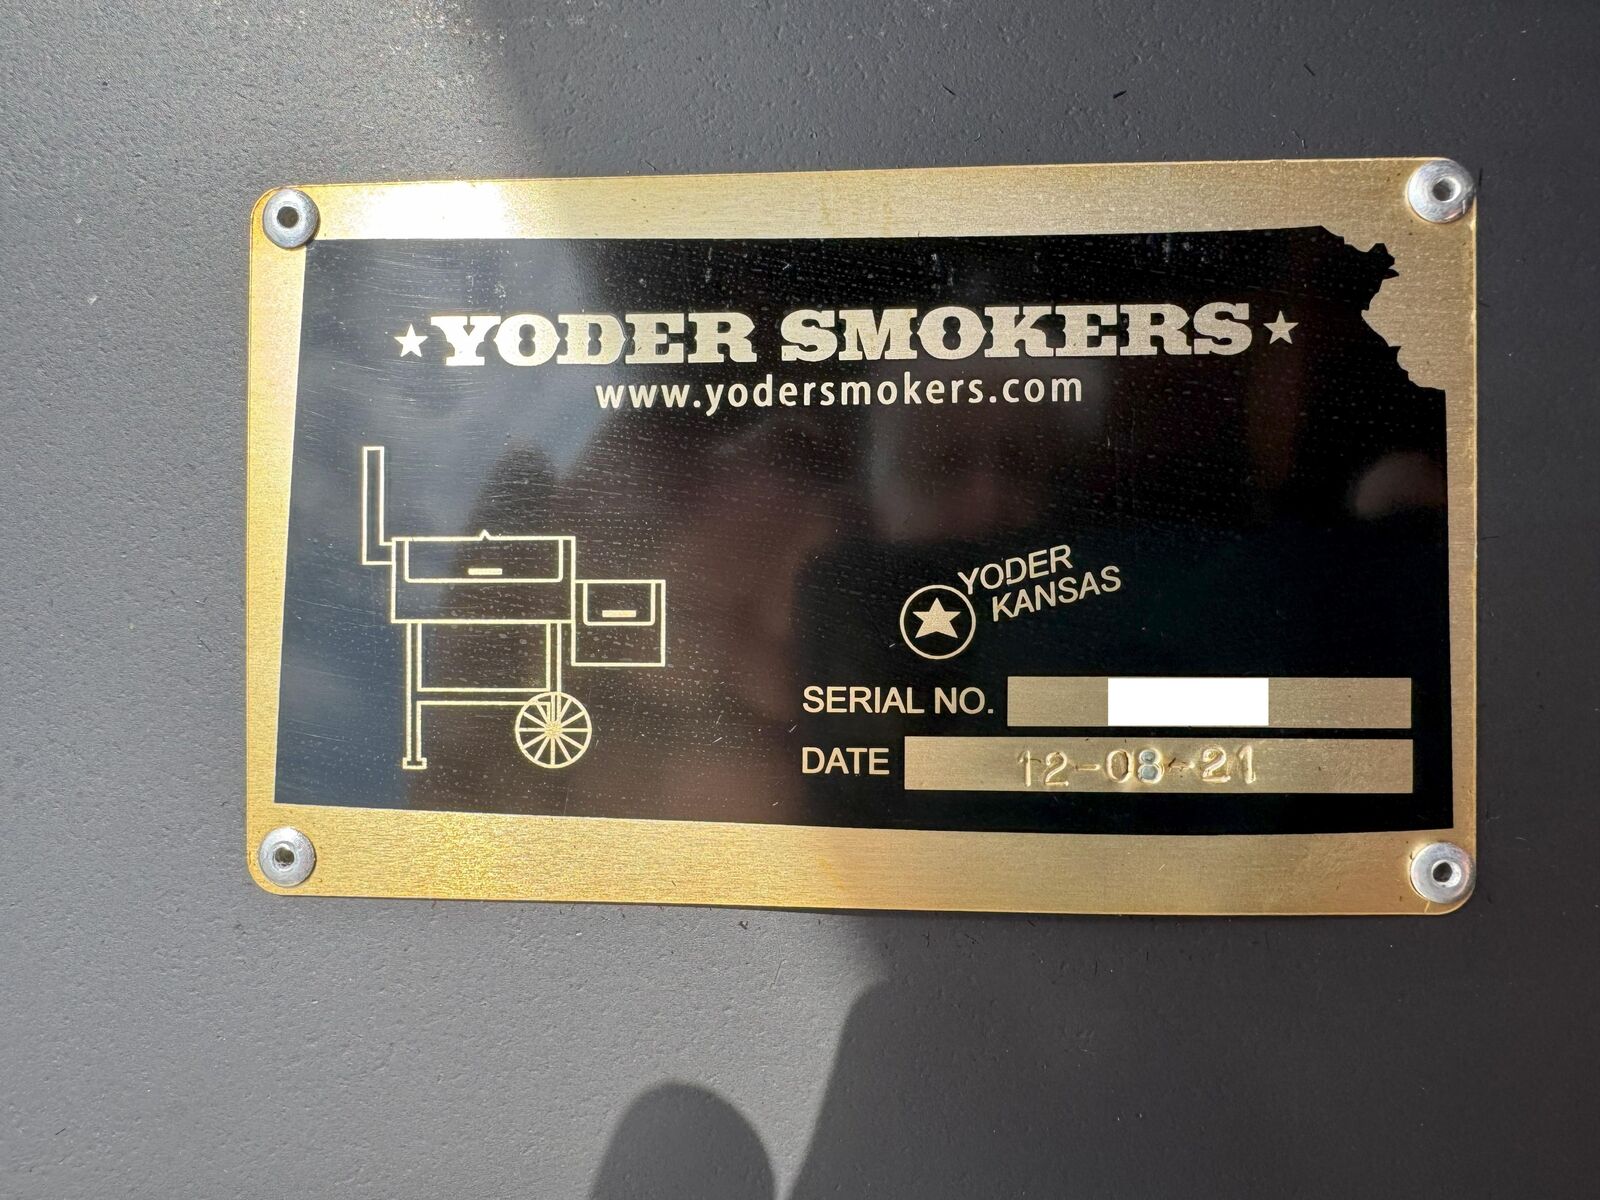 YODER SMOKERS
www.yodersmokers.com
YODER
KANSAS
SERIAL NO.
DATE 12-08-21